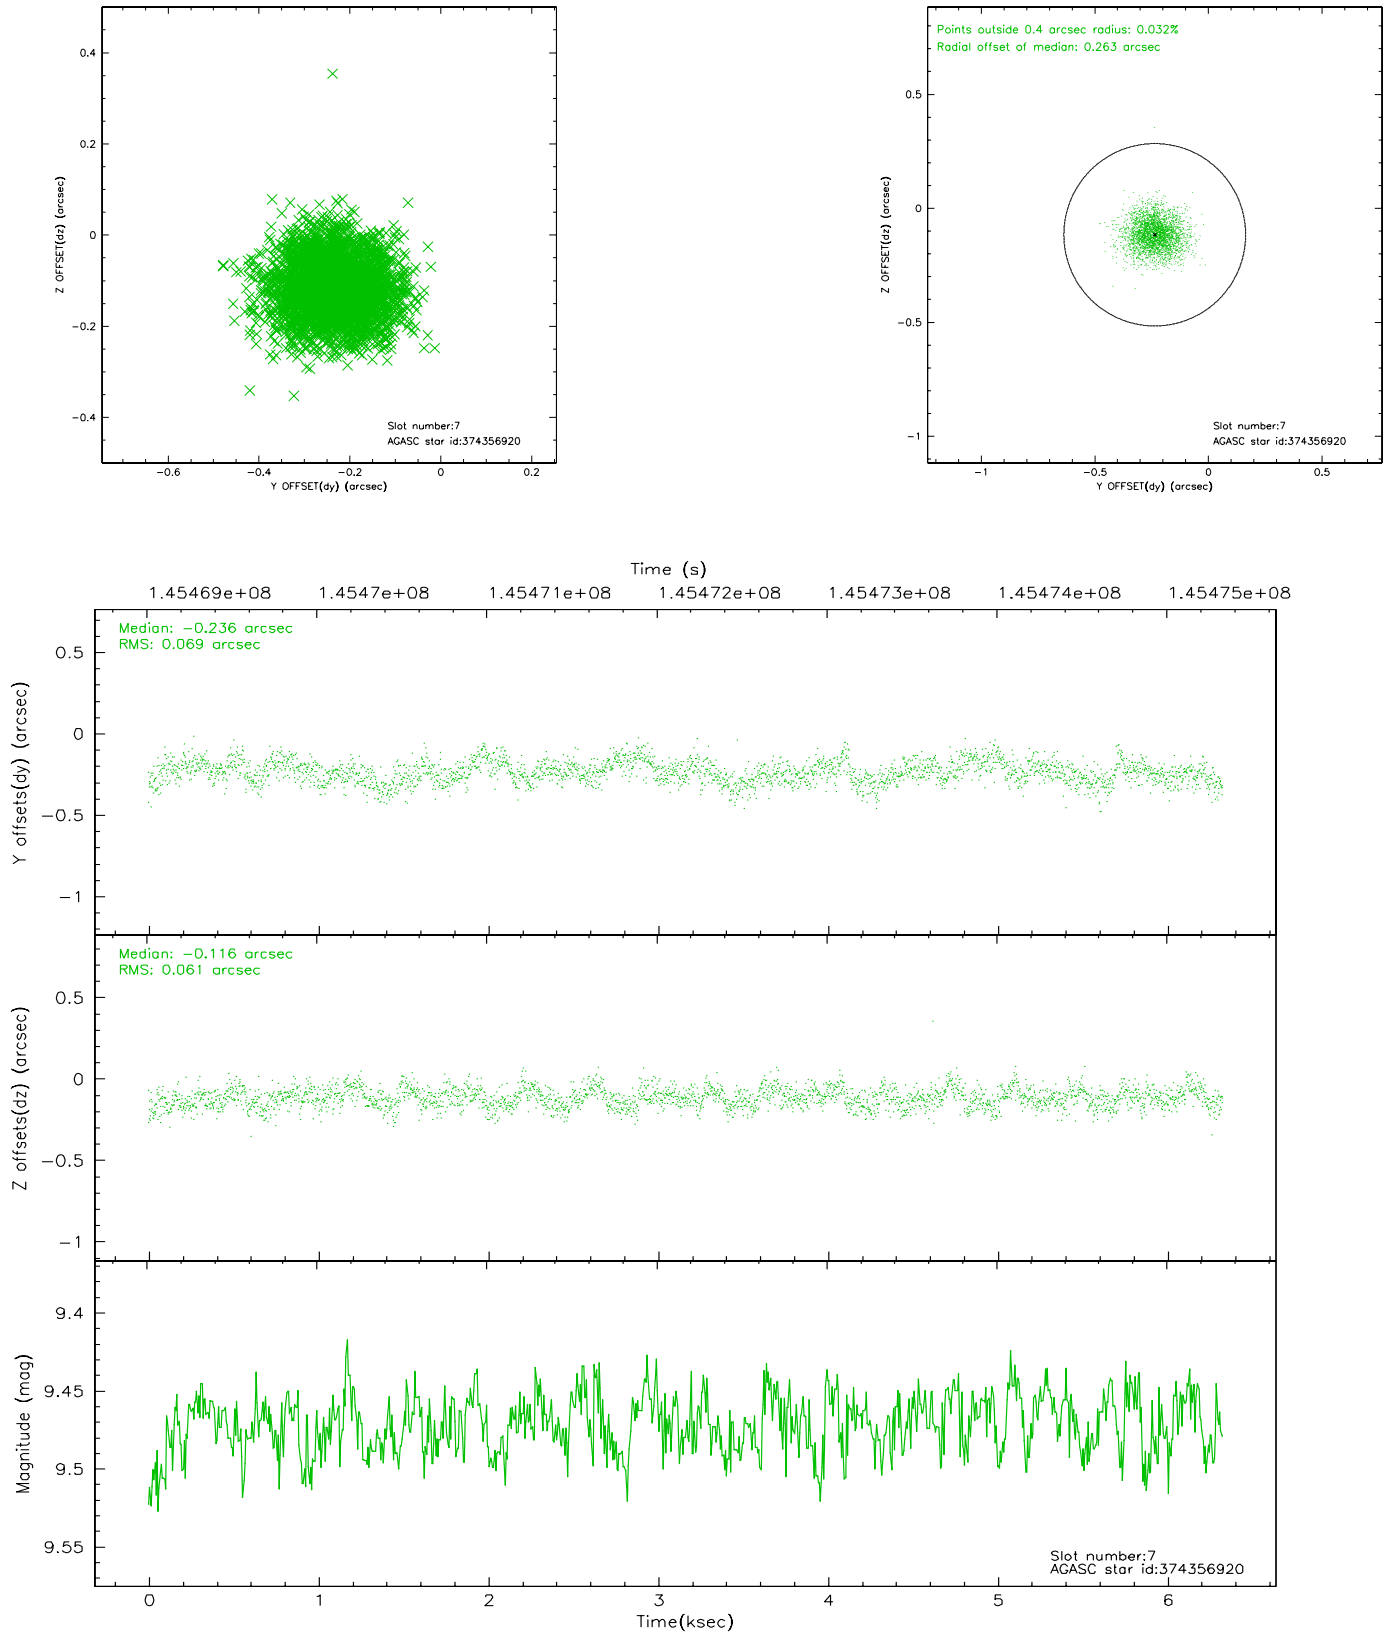 0.4
0.2
0
−0.2
−0.4
Z OFFSET(dz) (arcsec)
Slot number:7
AGASC star id:374356920
−0.6 −0.4 −0.2 0 0.2
Y OFFSET(dy) (arcsec)
Points outside 0.4 arcsec radius: 0.032%
Radial offset of median: 0.263 arcsec
0.5
0
−0.5
−1
Z OFFSET(dz) (arcsec)
Slot number:7
AGASC star id:374356920
−1 −0.5 0 0.5
Y OFFSET(dy) (arcsec)
Time (s)
1.45469e+08 1.4547e+08 1.45471e+08 1.45472e+08 1.45473e+08 1.45474e+08 1.45475e+08
Median: −0.236 arcsec
RMS: 0.069 arcsec
0.5
0
−0.5
−1
Y offsets(dy) (arcsec)
Median: −0.116 arcsec
RMS: 0.061 arcsec
0.5
0
−0.5
−1
Z offsets(dz) (arcsec)
9.4
9.45
9.5
9.55
Magnitude (mag)
Slot number:7
AGASC star id:374356920
0 1 2 3 4 5 6
Time(ksec)